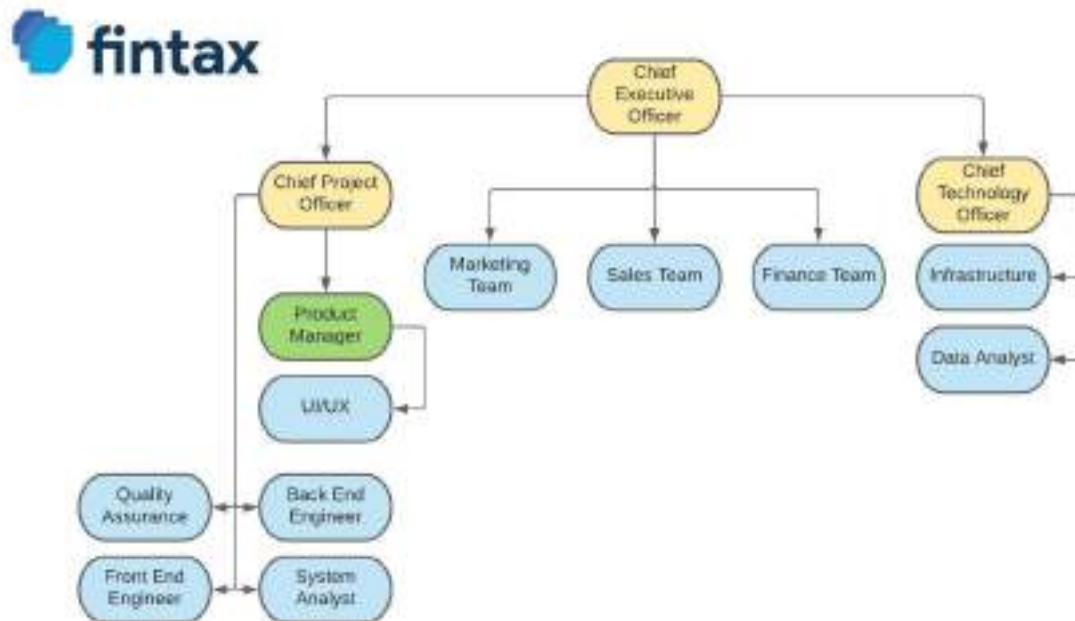 fintax
Chief
Executive
Officer
Chief Project
Officer
Chief
Technology
Officer
Marketing
Team
Sales Team
Finance Team
Infrastructure
Product
Manager
Data Analyst
UI/UX
Quality
Assurance
Back End
Engineer
Front End
Engineer
System
Analyst